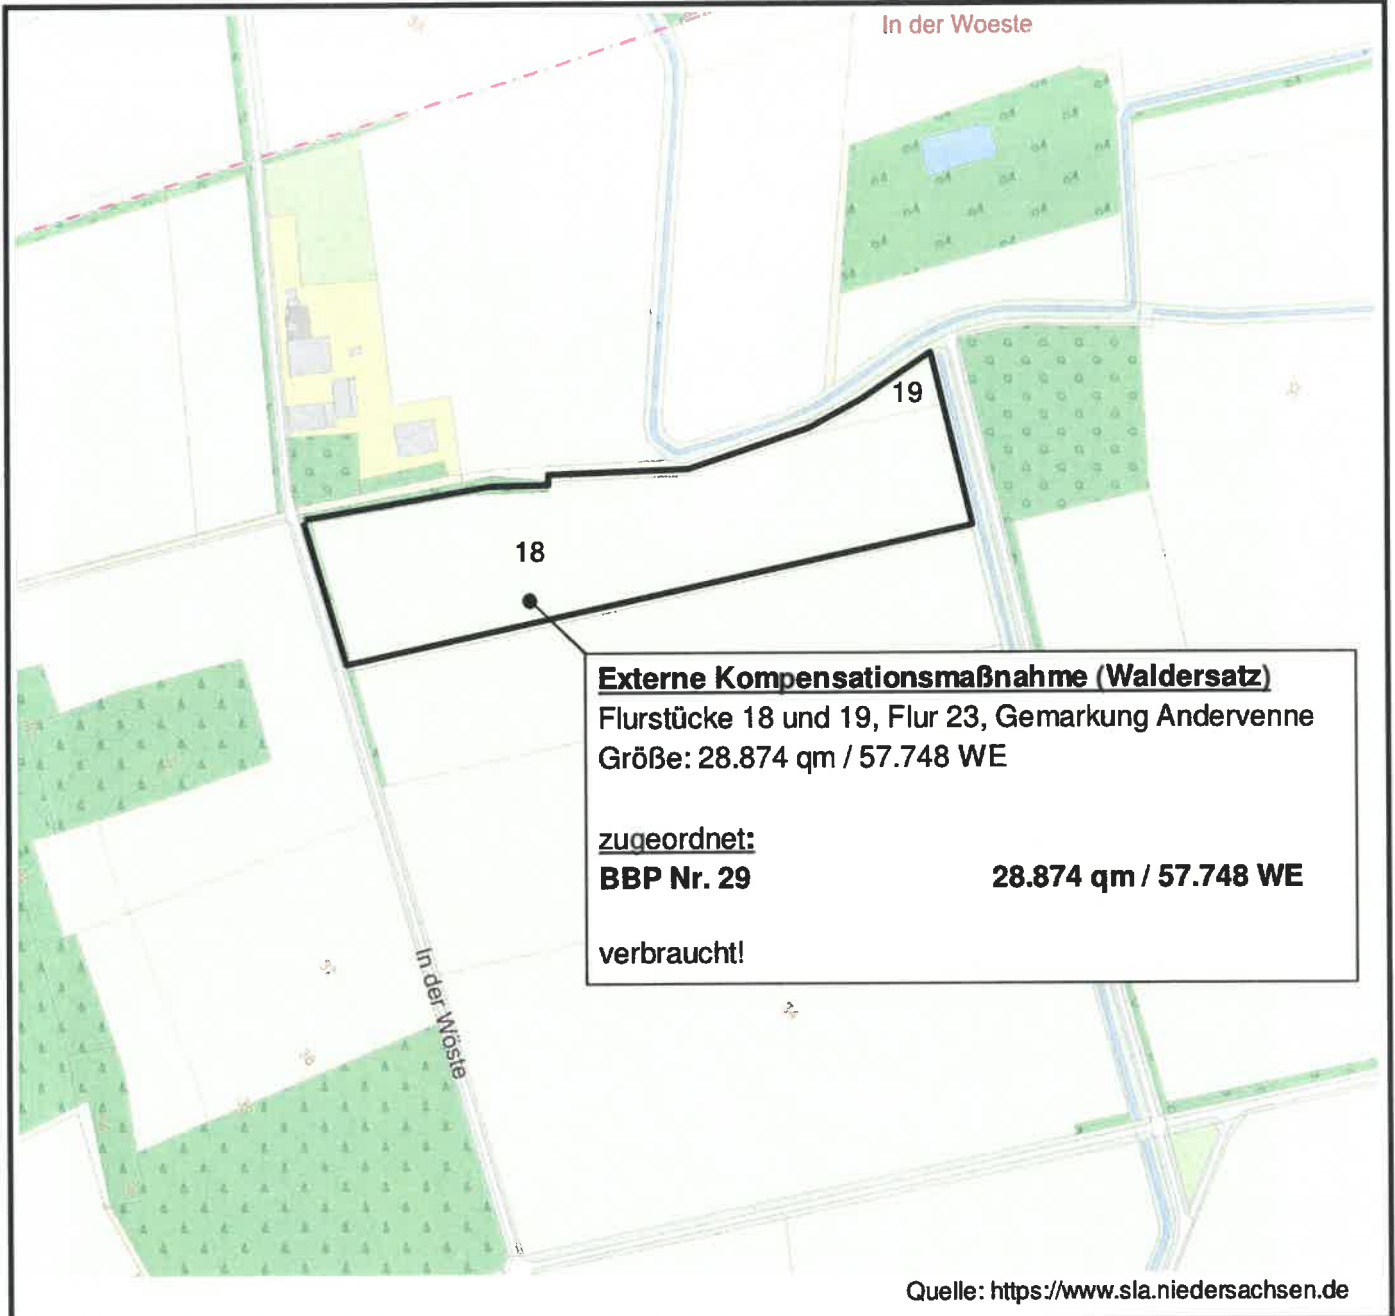 In der Woeste
19
18
Externe Kompensationsmaßnahme (Waldersatz)
Flurstücke 18 und 19, Flur 23, Gemarkung Andervenne
Größe: 28.874 qm / 57.748 WE
zugeordnet:
BBP Nr. 29 28.874 qm / 57.748 WE
verbraucht!
In der Wöste
Quelle: https://www.sla.niedersachsen.de